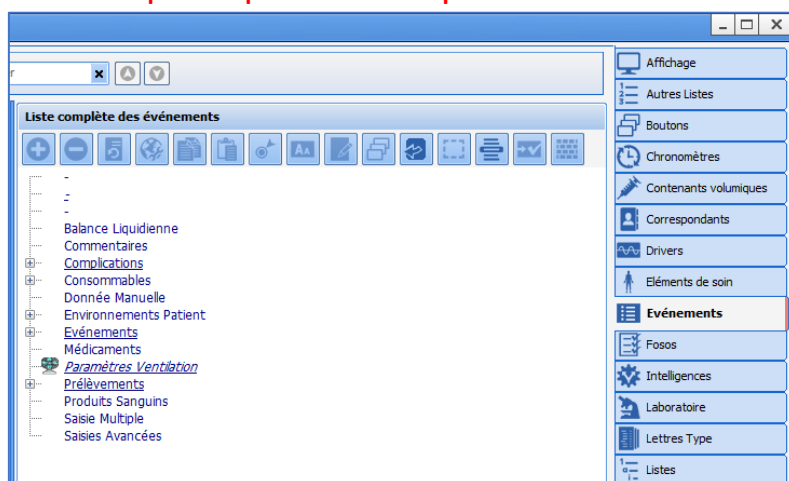 r
Liste complète des événements
-
-
-
Balance Liquidienne
Commentaires
Complications
Consommables
Donnée Manuelle
Environnements Patient
Evénements
Médicaments
Paramètres Ventilation
Prélèvements
Produits Sanguins
Saisie Multiple
Saisies Avancées
Affichage
Autres Listes
Boutons
Chronomètres
Contenants volumiques
Correspondants
Drivers
Eléments de soin
Evénements
Fosos
Intelligences
Laboratoire
Lettres Type
Listes